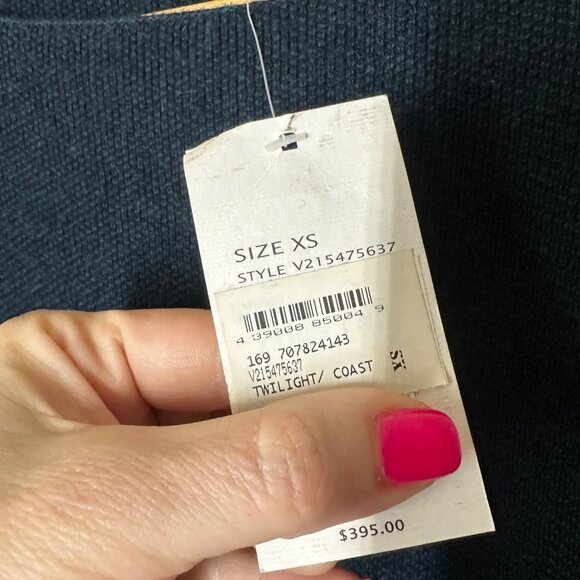 SIZE XS
STYLE V215475637
4 39008 85004 9
169 707824143
V215475637
TWILIGHT/ COAST
XS
$395.00